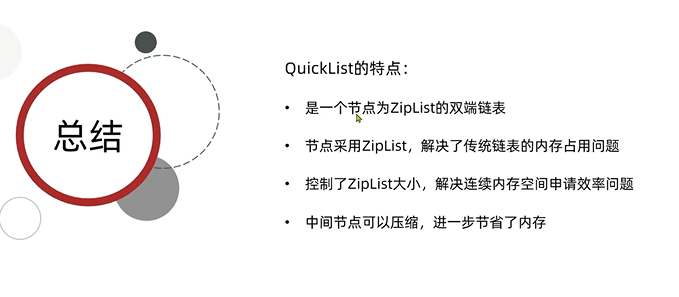 总结
QuickList的特点：
• 是一个节点为ZipList的双端链表
• 节点采用ZipList，解决了传统链表的内存占用问题
• 控制了ZipList大小，解决连续内存空间申请效率问题
• 中间节点可以压缩，进一步节省了内存